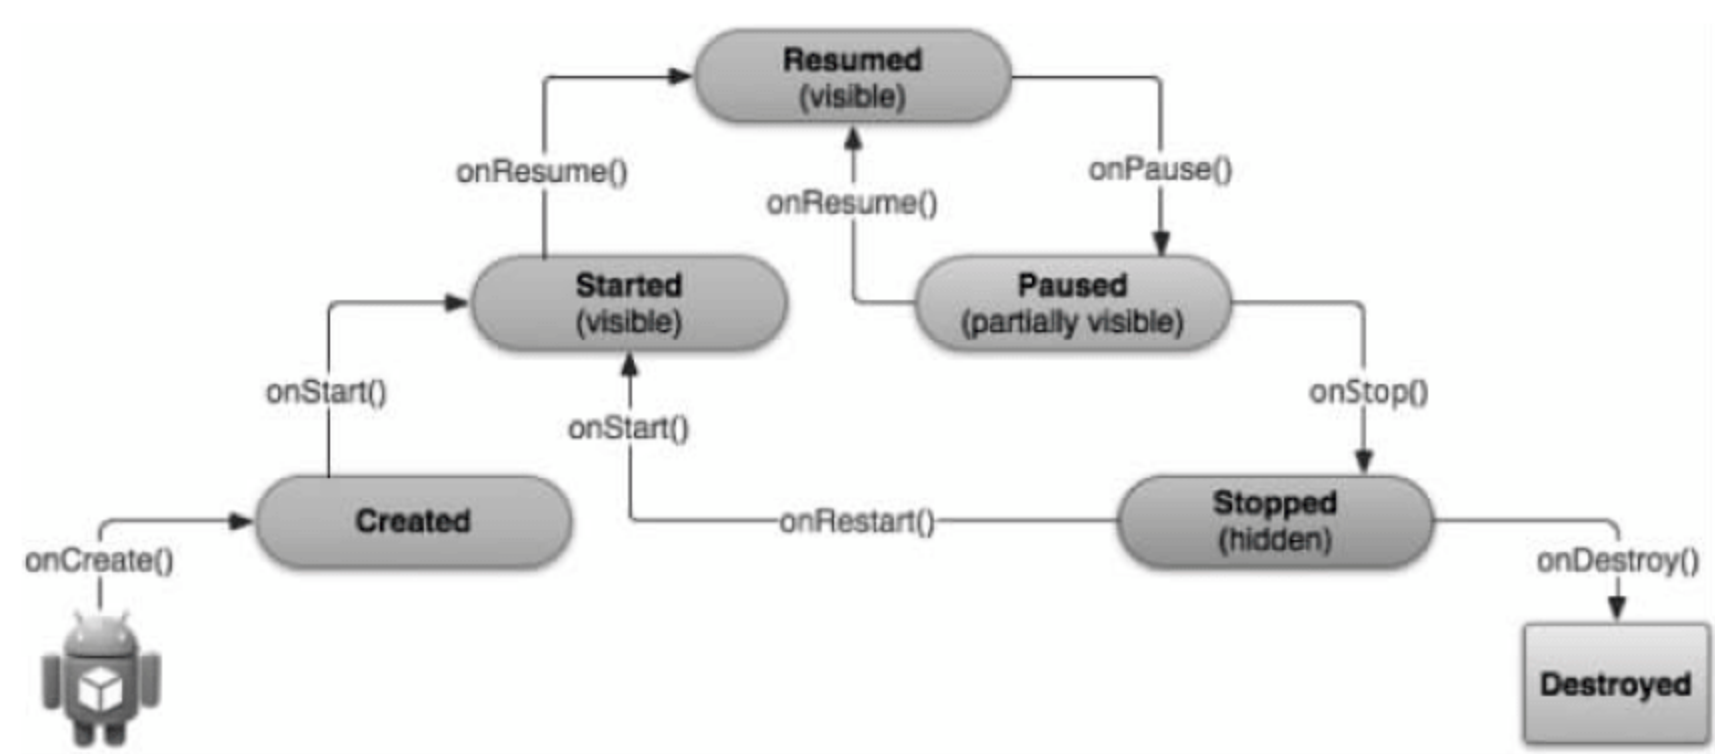 Resumed
(visible)
onResume()
onPause()
onResume()
Started
(visible)
Paused
(partially visible)
onStart()
onStop()
onStart()
Created
onRestart()
Stopped
(hidden)
onCreate()
onDestroy()
Destroyed